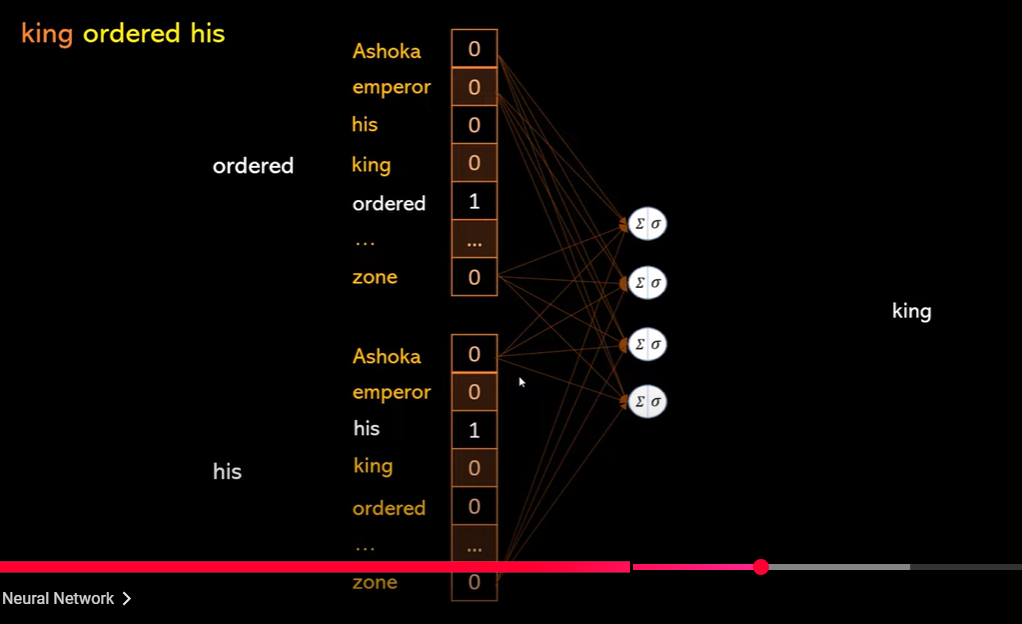 king ordered his
Ashoka 0
emperor 0
his 0
ordered
king 0
ordered 1
... ...
zone 0
Σ σ
Σ σ
king
Σ σ
Ashoka 0
emperor 0
Σ σ
his 1
his
king 0
ordered 0
... ...
zone 0
Neural Network >